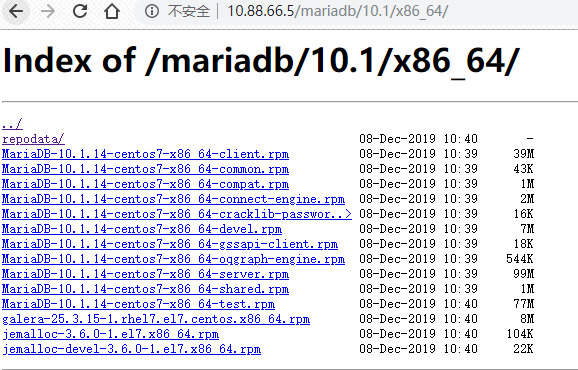 不安全 | 10.88.66.5/mariadb/10.1/x86_64/
Index of /mariadb/10.1/x86_64/
../
repodata/ 08-Dec-2019 10:40 -
MariaDB-10.1.14-centos7-x86_64-client.rpm 08-Dec-2019 10:39 39M
MariaDB-10.1.14-centos7-x86_64-common.rpm 08-Dec-2019 10:39 43K
MariaDB-10.1.14-centos7-x86_64-compat.rpm 08-Dec-2019 10:39 1M
MariaDB-10.1.14-centos7-x86_64-connect-engine.rpm 08-Dec-2019 10:39 2M
MariaDB-10.1.14-centos7-x86_64-cracklib-passwor..> 08-Dec-2019 10:39 16K
MariaDB-10.1.14-centos7-x86_64-devel.rpm 08-Dec-2019 10:39 7M
MariaDB-10.1.14-centos7-x86_64-gssapi-client.rpm 08-Dec-2019 10:39 18K
MariaDB-10.1.14-centos7-x86_64-oqgraph-engine.rpm 08-Dec-2019 10:39 544K
MariaDB-10.1.14-centos7-x86_64-server.rpm 08-Dec-2019 10:39 99M
MariaDB-10.1.14-centos7-x86_64-shared.rpm 08-Dec-2019 10:39 1M
MariaDB-10.1.14-centos7-x86_64-test.rpm 08-Dec-2019 10:40 77M
galera-25.3.15-1.rhel7.el7.centos.x86_64.rpm 08-Dec-2019 10:40 8M
jemalloc-3.6.0-1.el7.x86_64.rpm 08-Dec-2019 10:40 104K
jemalloc-devel-3.6.0-1.el7.x86_64.rpm 08-Dec-2019 10:40 22K